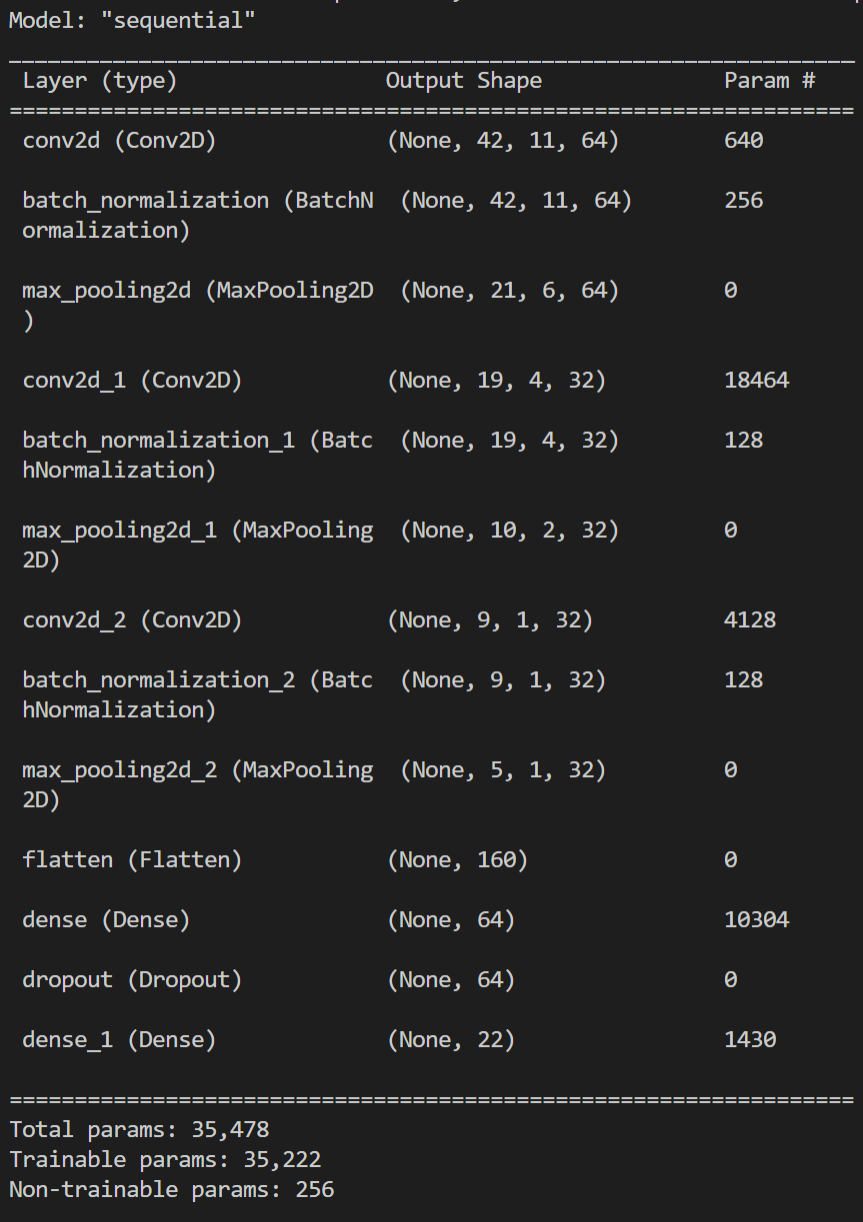 Model: "sequential"
_________________________________________________________________
Layer (type)                Output Shape              Param #
=================================================================
conv2d (Conv2D)             (None, 42, 11, 64)        640
batch_normalization (BatchN  (None, 42, 11, 64)       256
ormalization)
max_pooling2d (MaxPooling2D  (None, 21, 6, 64)        0
)
conv2d_1 (Conv2D)           (None, 19, 4, 32)         18464
batch_normalization_1 (Batc  (None, 19, 4, 32)        128
hNormalization)
max_pooling2d_1 (MaxPooling  (None, 10, 2, 32)        0
2D)
conv2d_2 (Conv2D)           (None, 9, 1, 32)          4128
batch_normalization_2 (Batc  (None, 9, 1, 32)         128
hNormalization)
max_pooling2d_2 (MaxPooling  (None, 5, 1, 32)         0
2D)
flatten (Flatten)           (None, 160)               0
dense (Dense)               (None, 64)                10304
dropout (Dropout)           (None, 64)                0
dense_1 (Dense)             (None, 22)                1430
=================================================================
Total params: 35,478
Trainable params: 35,222
Non-trainable params: 256